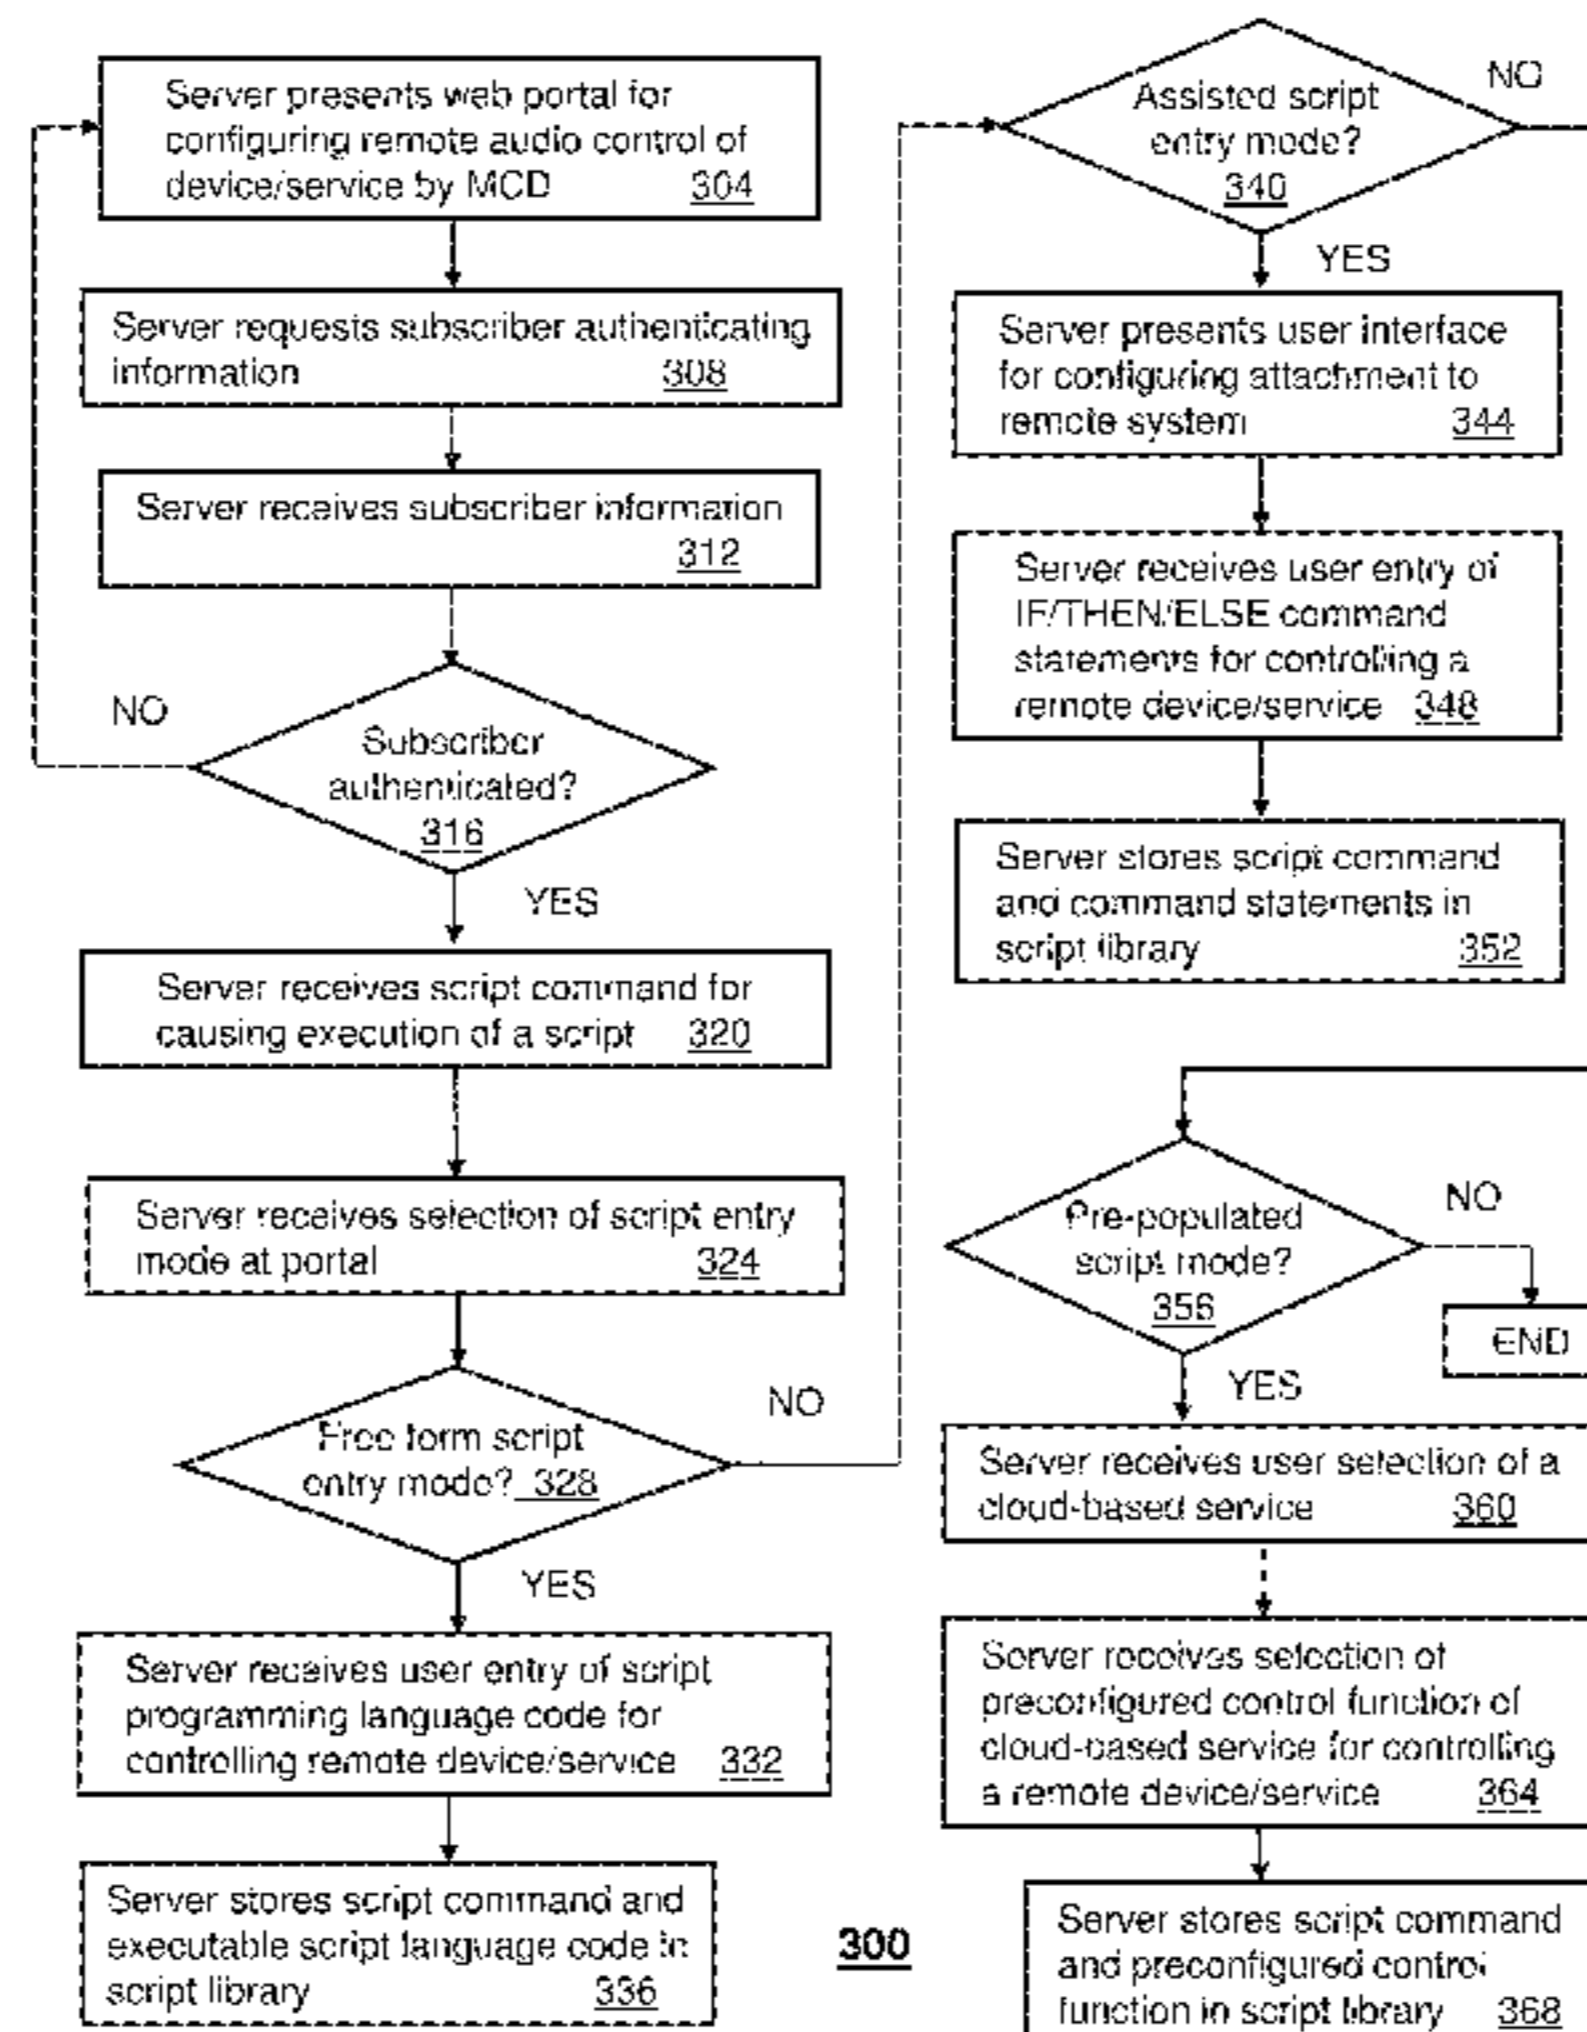 Server presents web portal for
configuring remote audio control of
device/service by MCD 304
Server requests subscriber authenticating
information 308
Server receives subscriber information
312
NO
Subscriber
authenticated?
316
YES
Server receives script command for
causing execution of a script 320
Server receives selection of script entry
mode at portal 324
Free form script
entry mode? 328
NO
YES
Server receives user entry of script
programming language code for
controlling remote device/service 332
Server stores script command and
executable script language code in
script library 336
300
Assisted script
entry mode?
340
NO
YES
Server presents user interface
for configuring attachment to
remote system 344
Server receives user entry of
IF/THEN/ELSE command
statements for controlling a
remote device/service 348
Server stores script command
and command statements in
script library 352
Pre-populated
script mode?
356
NO
END
YES
Server receives user selection of a
cloud-based service 360
Server receives selection of
preconfigured control function of
cloud-based service for controlling
a remote device/service 364
Server stores script command
and preconfigured control
function in script library 368